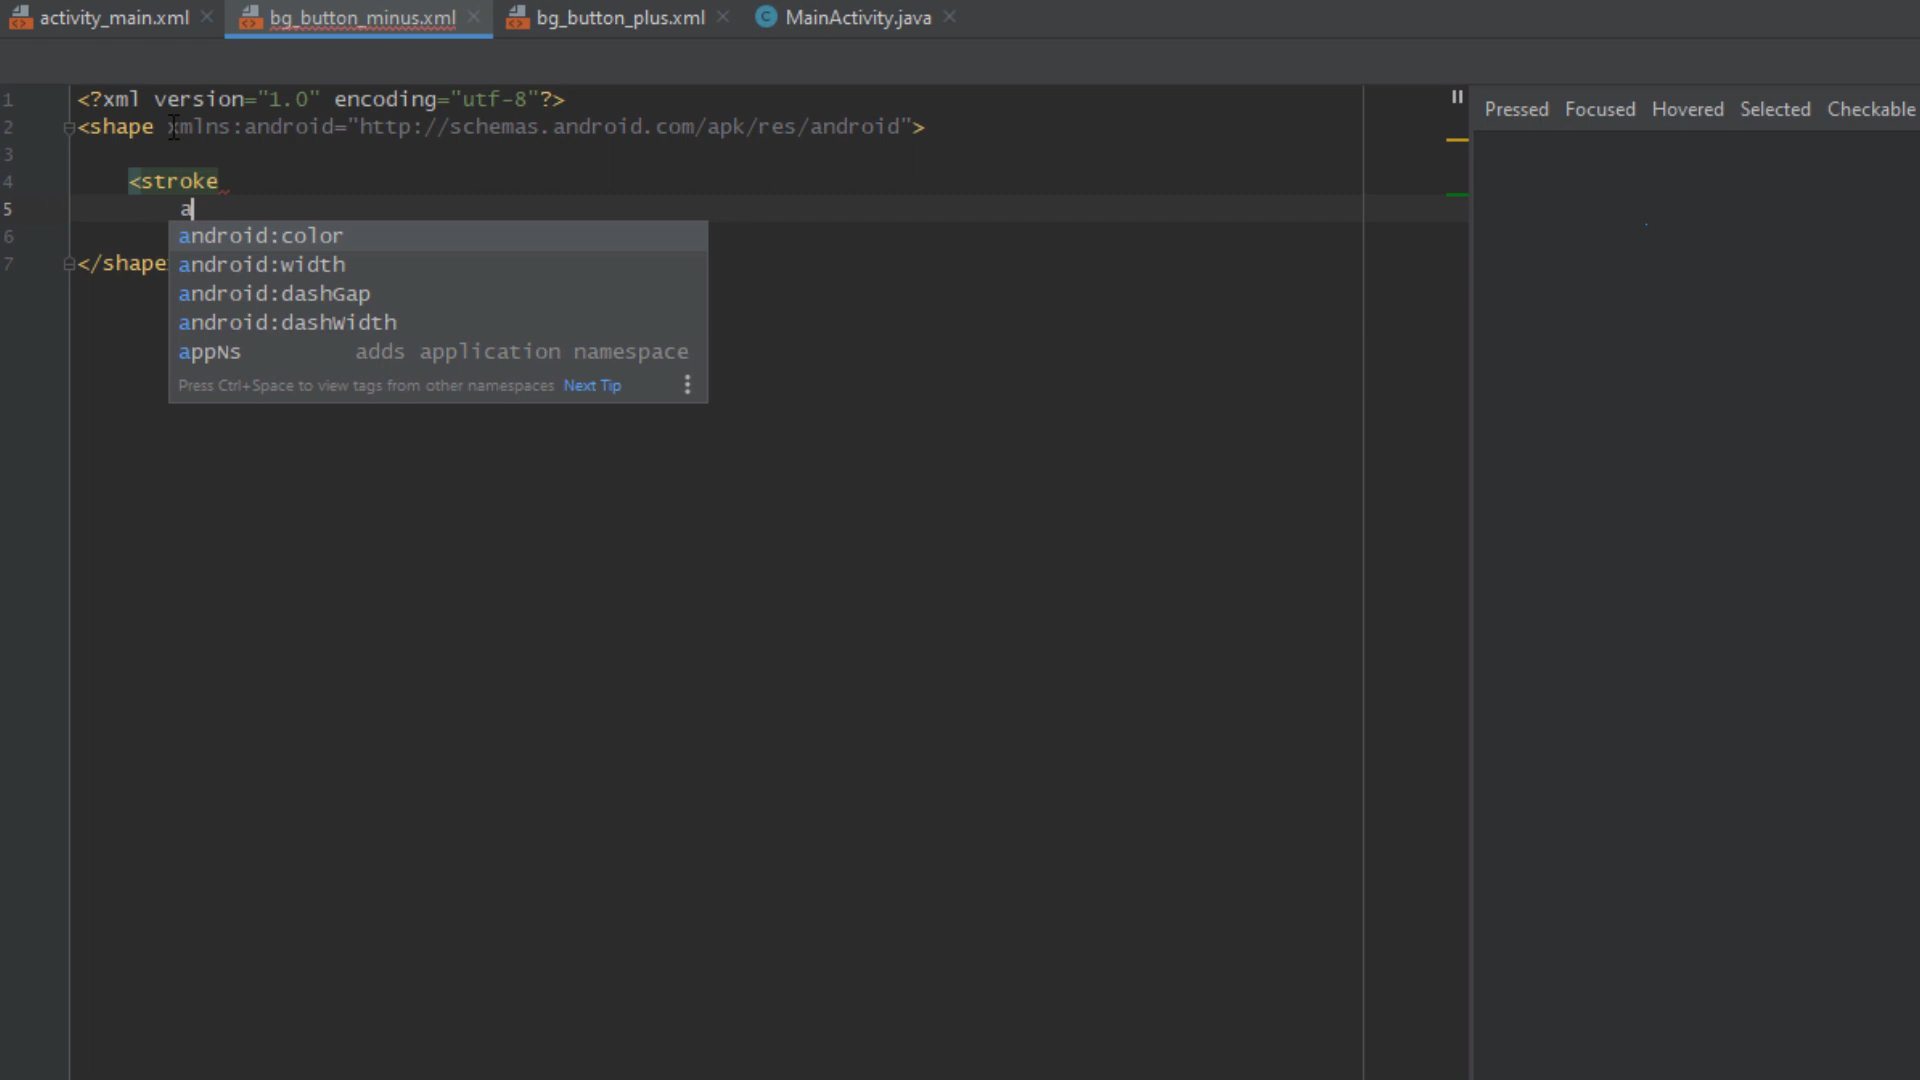 activity_main.xml bg_button_minus.xml bg_button_plus.xml MainActivity.java
1 <?xml version="1.0" encoding="utf-8"?>
2 <shape xmlns:android="http://schemas.android.com/apk/res/android">
3
4 <stroke
5 a
6
7 </shape
android:color
android:width
android:dashGap
android:dashWidth
appNs adds application namespace
Press Ctrl+Space to view tags from other namespaces Next Tip
Pressed Focused Hovered Selected Checkable